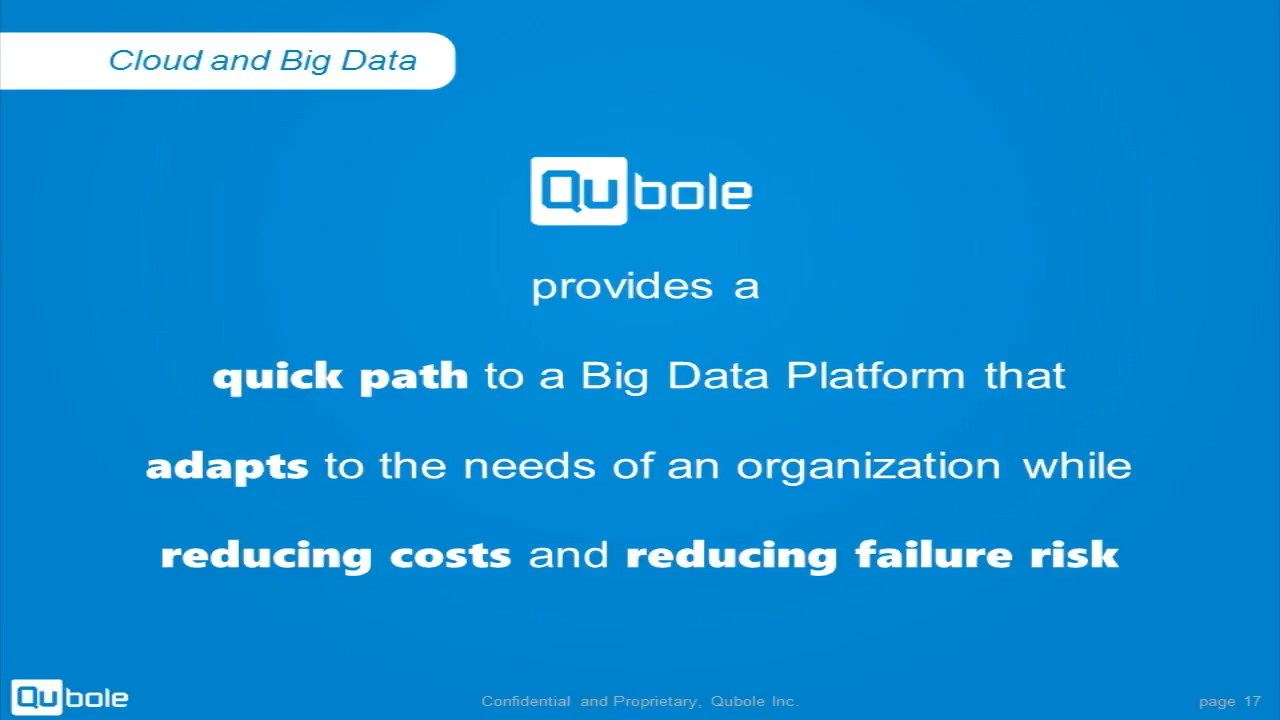 Cloud and Big Data
Qubole
provides a
quick path to a Big Data Platform that
adapts to the needs of an organization while
reducing costs and reducing failure risk
Qubole
Confidential and Proprietary, Qubole Inc.
page 17